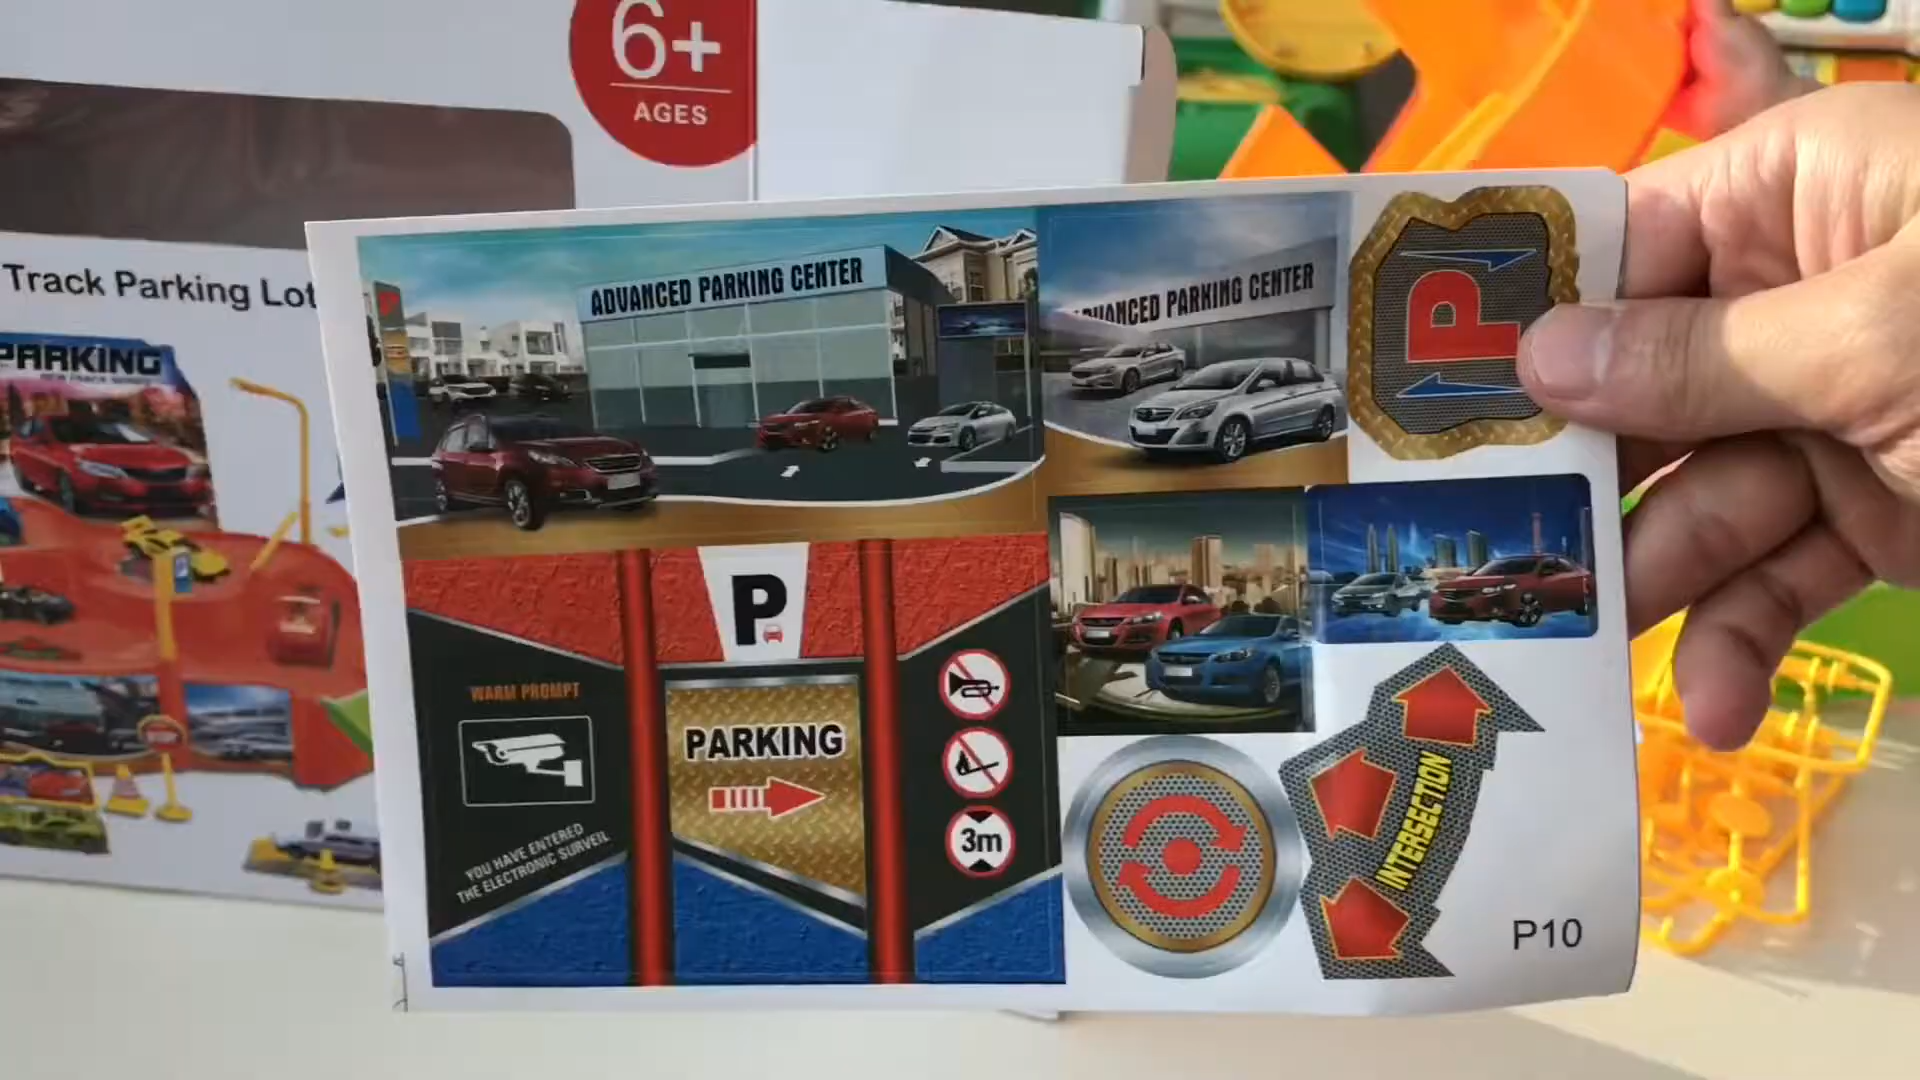 6+
AGES
Track Parking Lot
PARKING
ADVANCED PARKING CENTER
ADVANCED PARKING CENTER
P
P
WARM PROMPT
PARKING
3m
YOU HAVE ENTERED
THE ELECTRONIC SURVEIL
INTERSECTION
P10